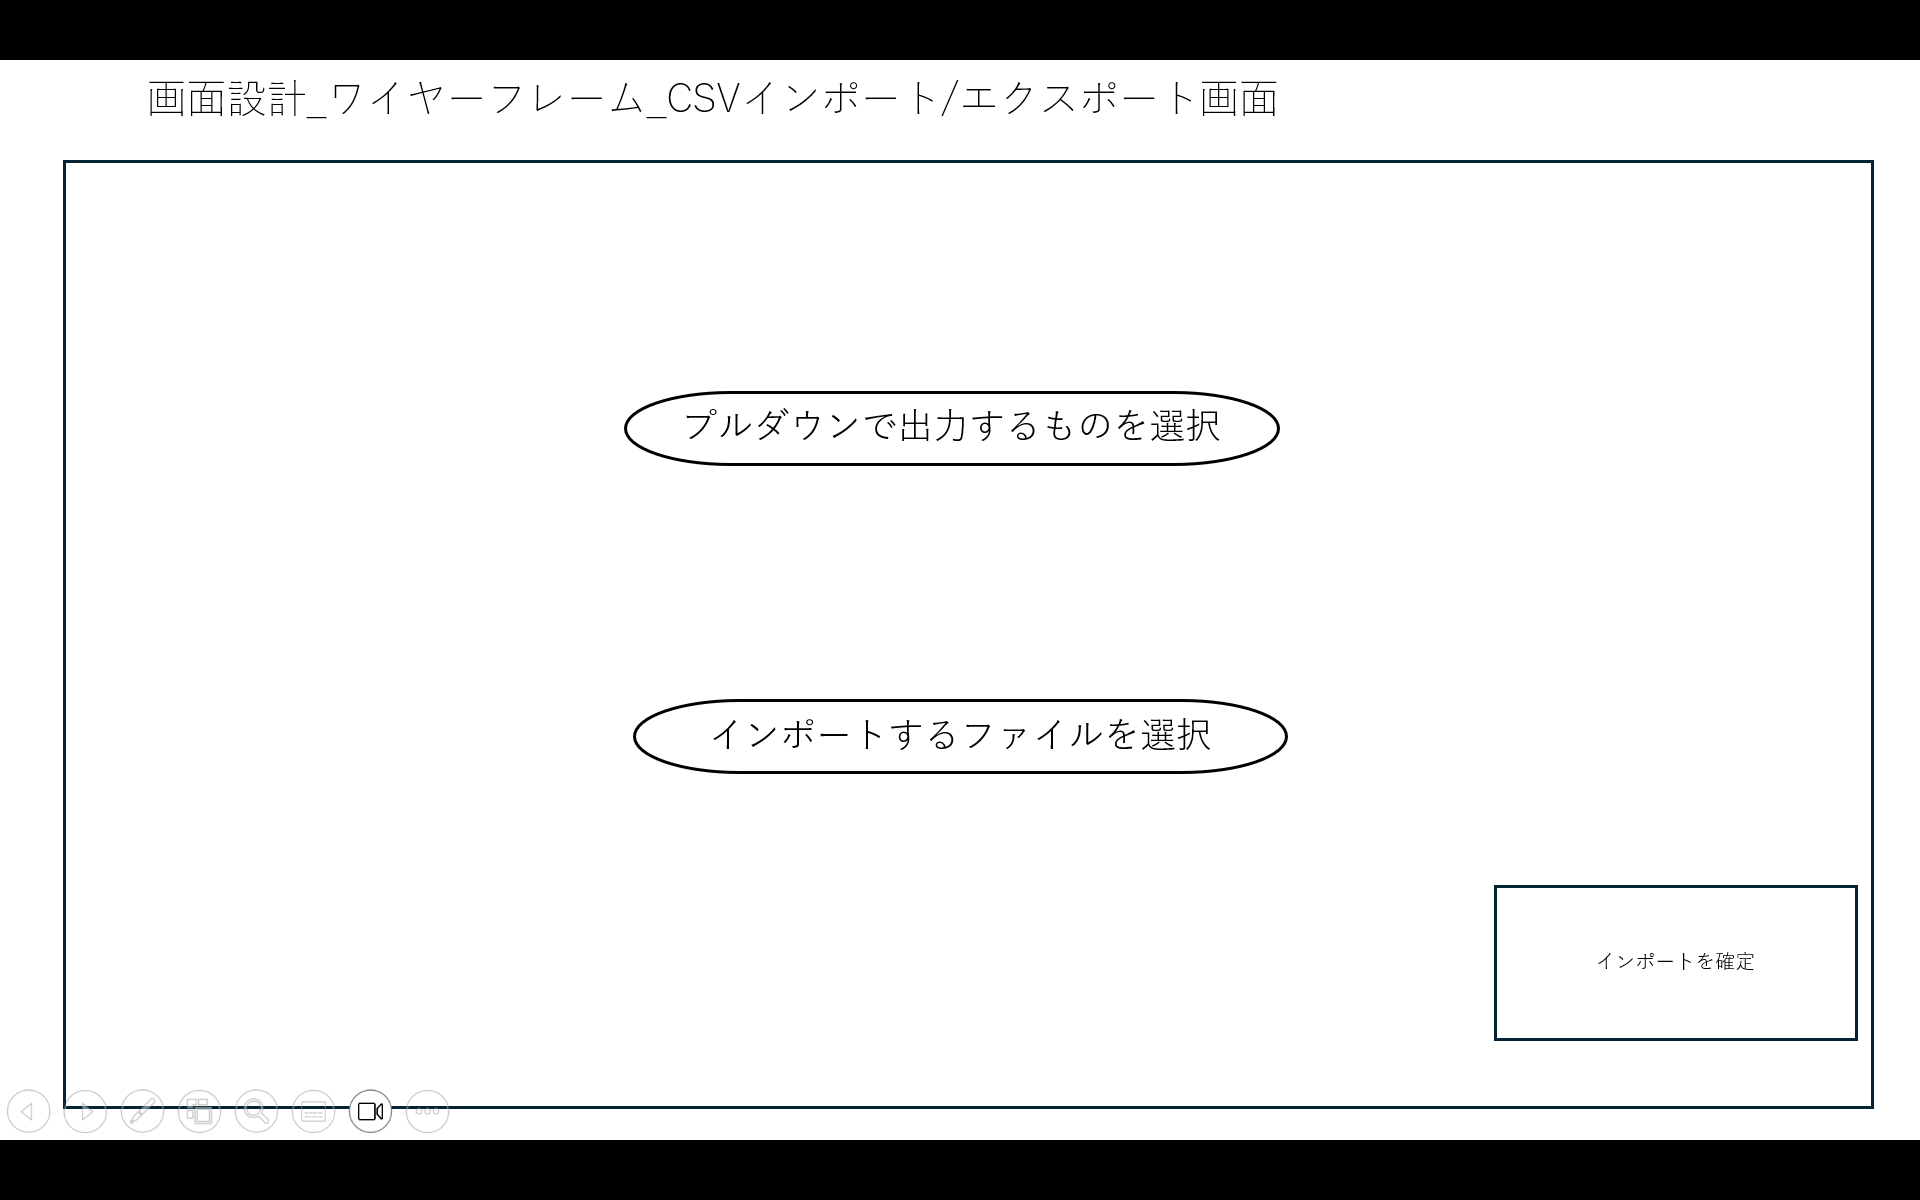 画面設計_ワイヤーフレーム_CSVインポート/エクスポート画面
プルダウンで出力するものを選択
インポートするファイルを選択
インポートを確定